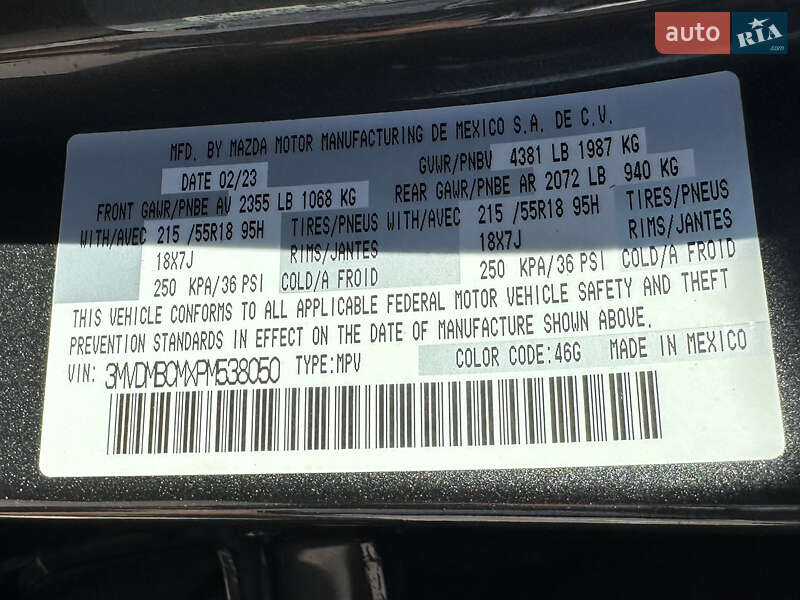 auto RIA .com
MFD. BY MAZDA MOTOR MANUFACTURING DE MEXICO S.A. DE C.V.
DATE 02/23 GVWR/PNBV 4381 LB 1987 KG
FRONT GAWR/PNBE AV 2355 LB 1068 KG REAR GAWR/PNBE AR 2072 LB 940 KG
WITH/AVEC 215 /55R18 95H TIRES/PNEUS WITH/AVEC 215 /55R18 95H TIRES/PNEUS
18X7J RIMS/JANTES 18X7J RIMS/JANTES
250 KPA/36 PSI COLD/A FROID 250 KPA/36 PSI COLD/A FROID
THIS VEHICLE CONFORMS TO ALL APPLICABLE FEDERAL MOTOR VEHICLE SAFETY AND THEFT
PREVENTION STANDARDS IN EFFECT ON THE DATE OF MANUFACTURE SHOWN ABOVE.
VIN: 3MVDMBCMXPM538050 TYPE:MPV COLOR CODE:46G MADE IN MEXICO